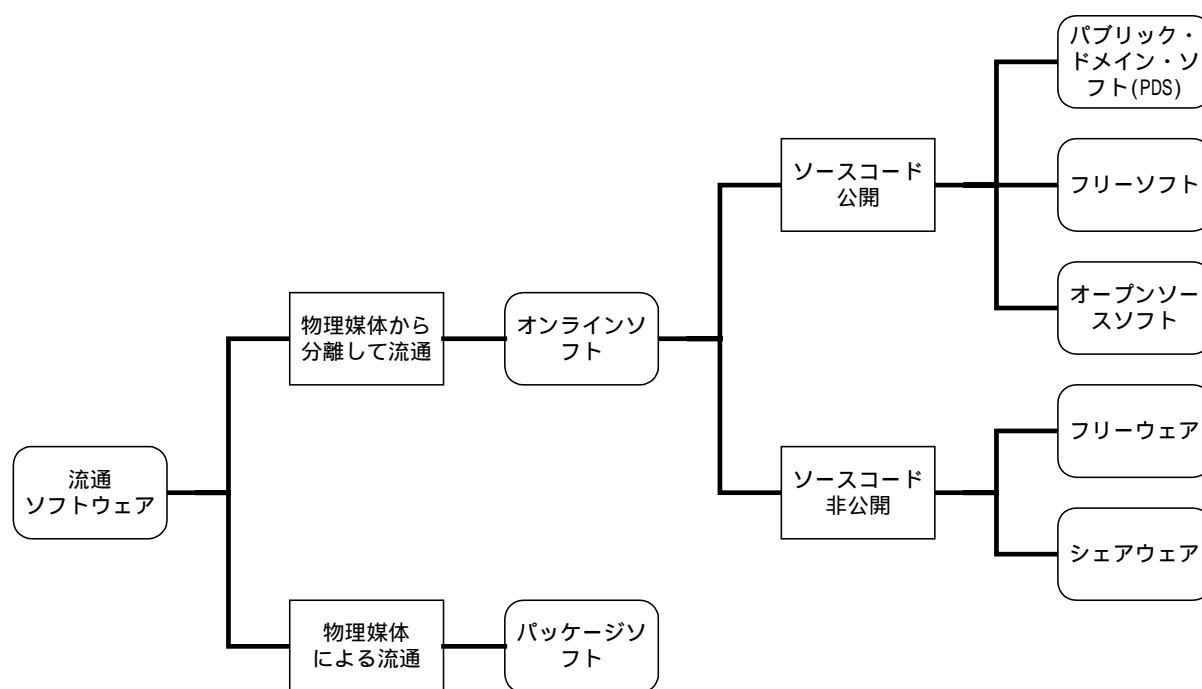 パブリック・
ドメイン・ソ
フト(PDS)
ソースコード
公開
フリーソフト
オープンソー
スソフト
物理媒体から
分離して流通
オンラインソ
フト
フリーウェア
流通
ソフトウェア
ソースコード
非公開
シェアウェア
物理媒体
による流通
パッケージソ
フト